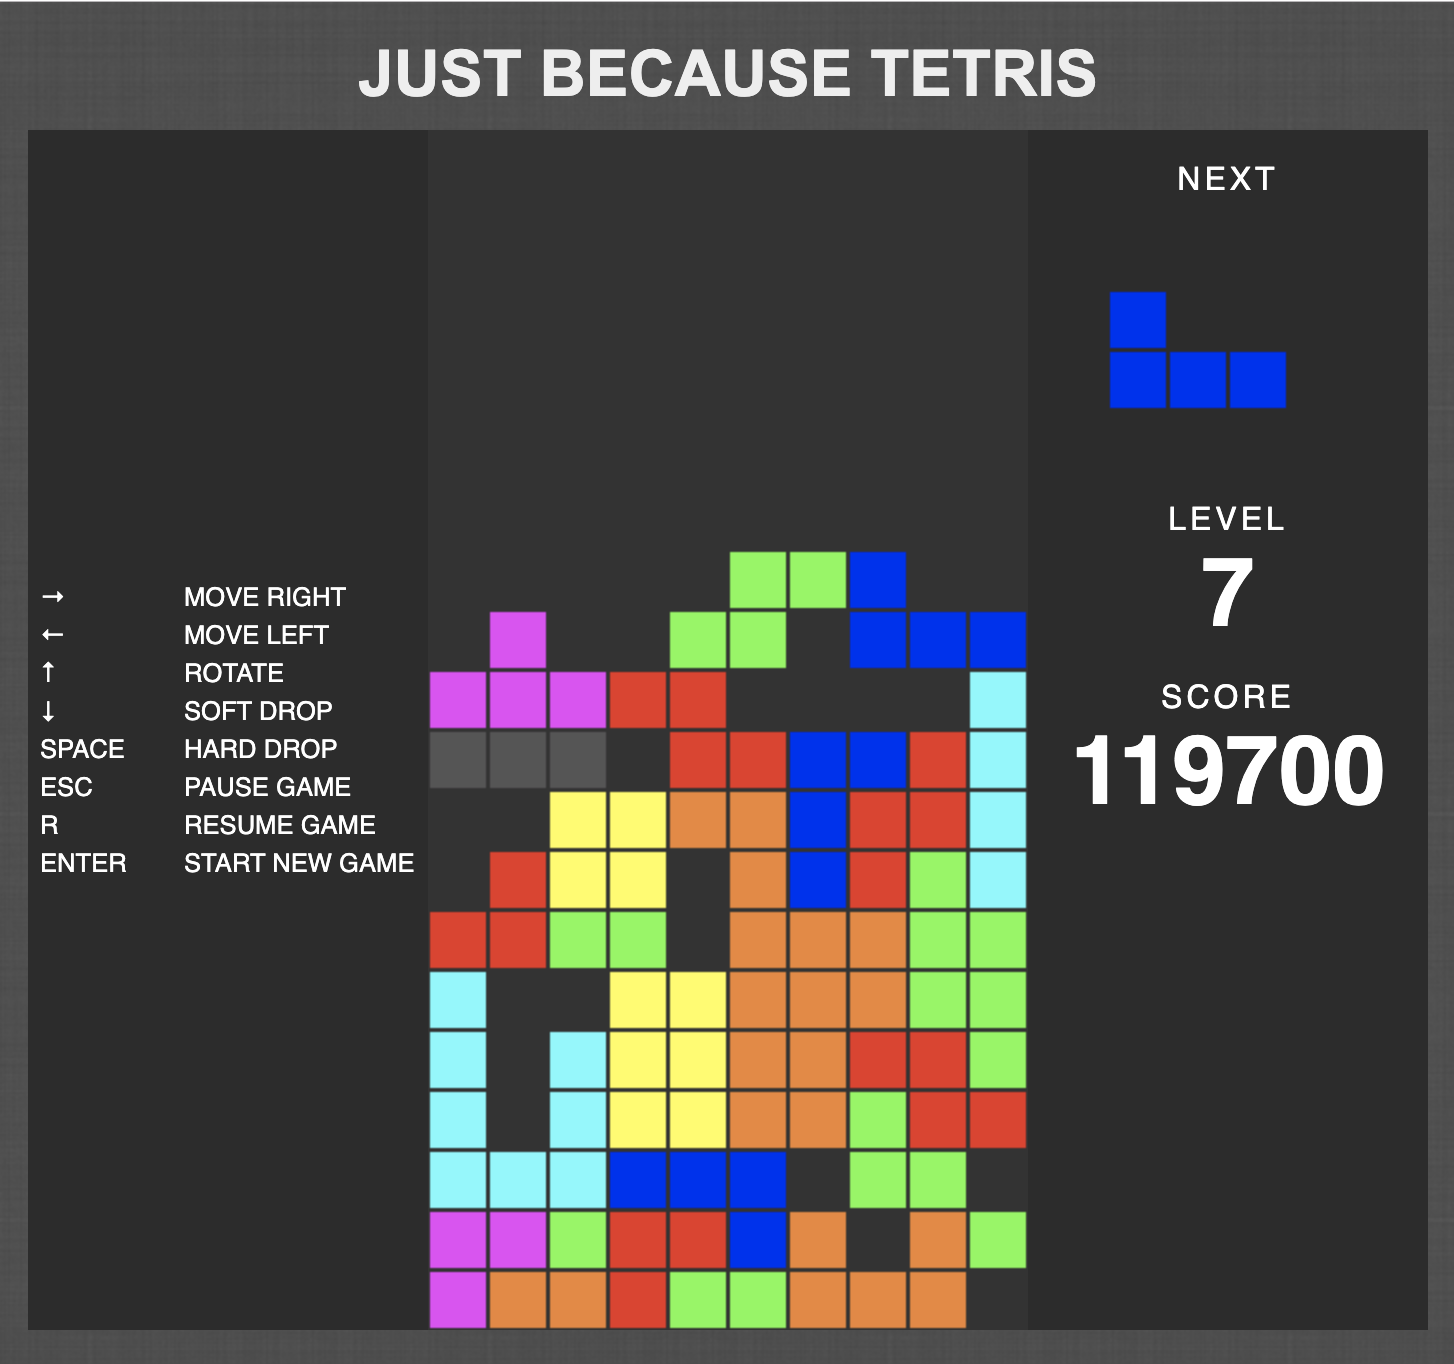 JUST BECAUSE TETRIS
→ MOVE RIGHT
← MOVE LEFT
↑ ROTATE
↓ SOFT DROP
SPACE HARD DROP
ESC PAUSE GAME
R RESUME GAME
ENTER START NEW GAME
NEXT
LEVEL
7
SCORE
119700